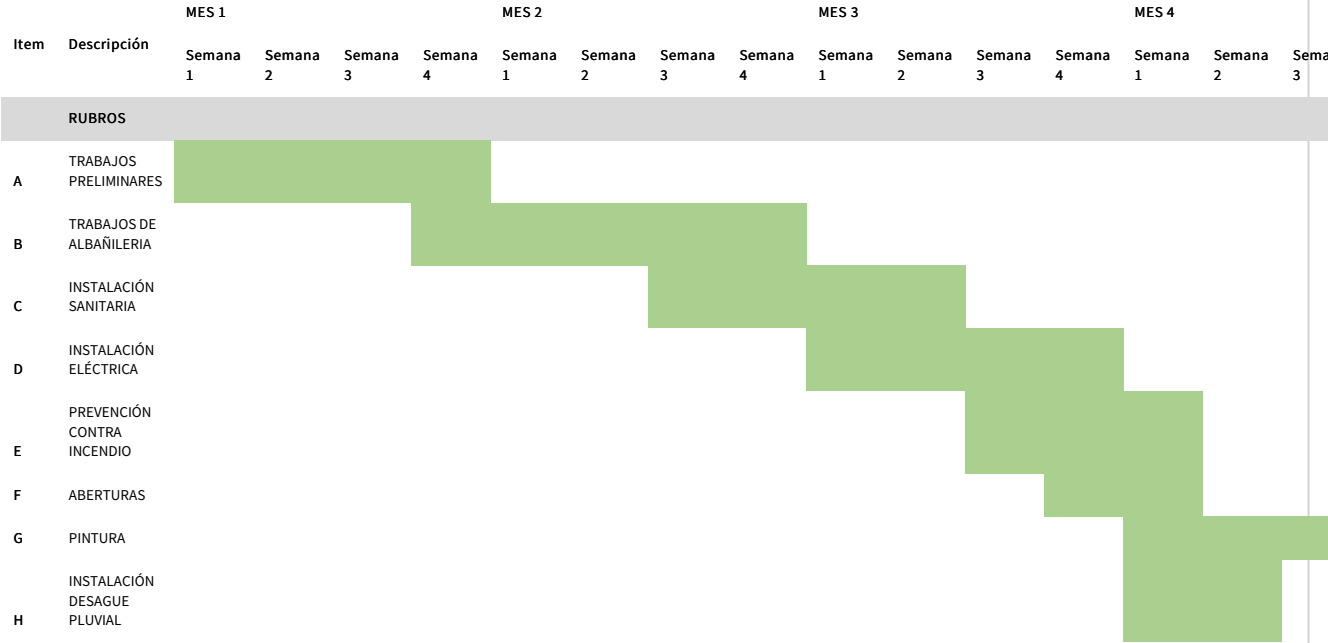 MES 1 MES 2 MES 3 MES 4
Item Descripción
Semana Semana Semana Semana Semana Semana Semana Semana Semana Semana Semana Semana Semana Semana Sema
1 2 3 4 1 2 3 4 1 2 3 4 1 2 3
RUBROS
TRABAJOS
A PRELIMINARES
TRABAJOS DE
B ALBAÑILERIA
INSTALACIÓN
C SANITARIA
INSTALACIÓN
D ELÉCTRICA
PREVENCIÓN
CONTRA
E INCENDIO
F ABERTURAS
G PINTURA
INSTALACIÓN
DESAGUE
H PLUVIAL